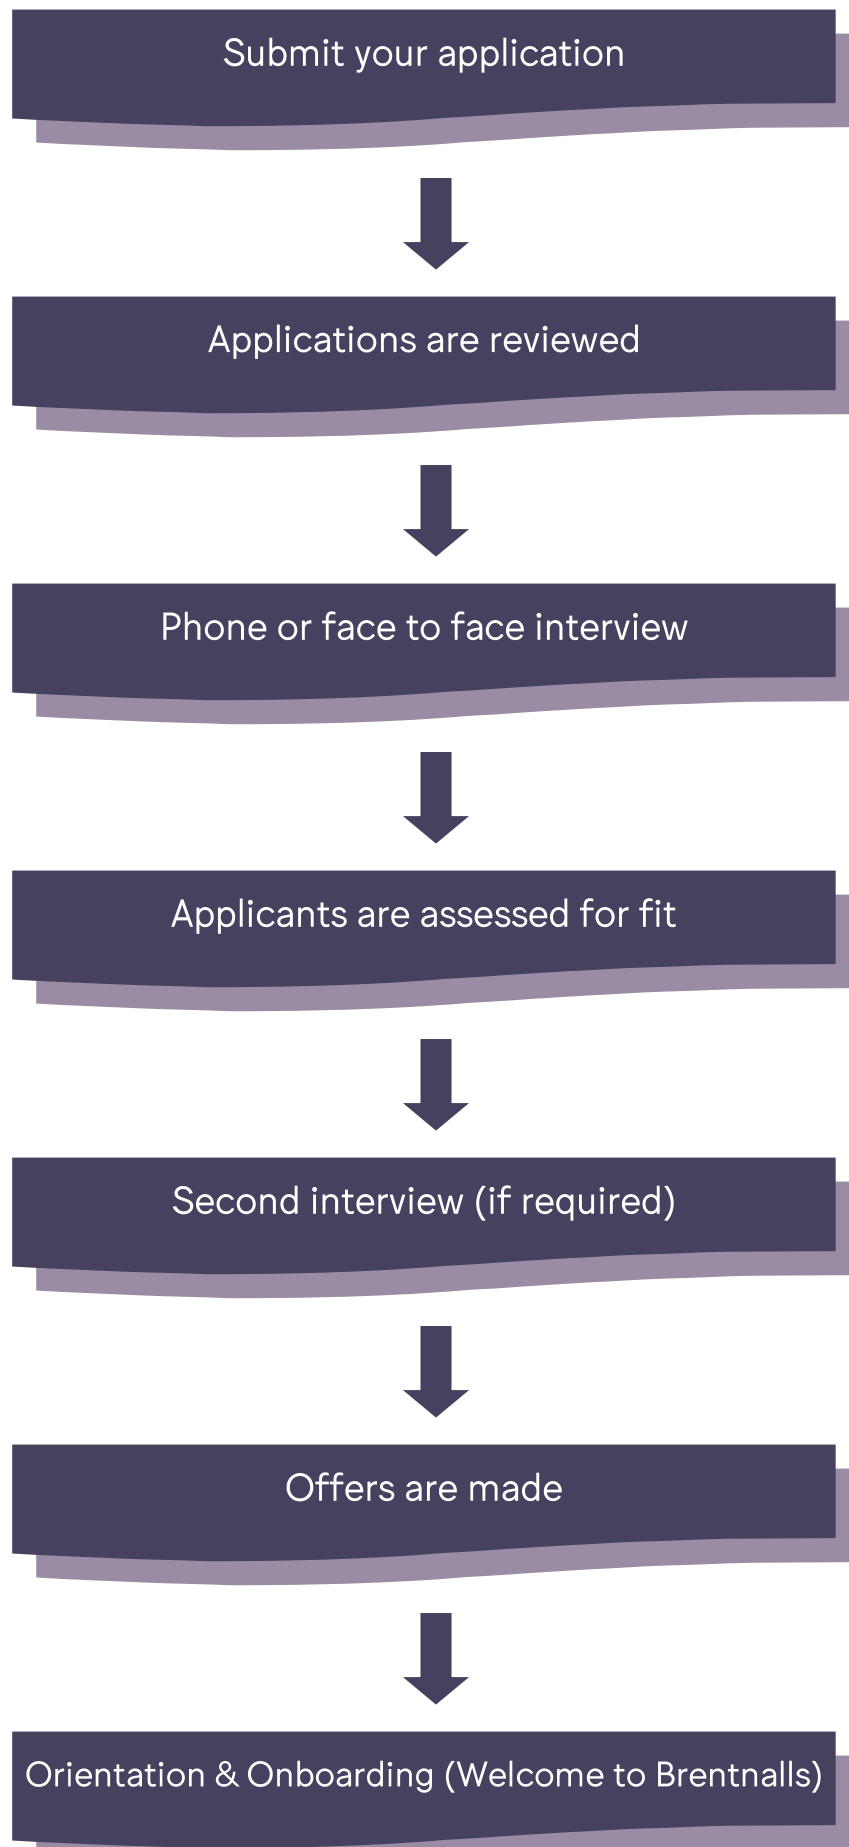 Submit your application
Applications are reviewed
Phone or face to face interview
Applicants are assessed for fit
Second interview (if required)
Offers are made
Orientation & Onboarding (Welcome to Brentnalls)